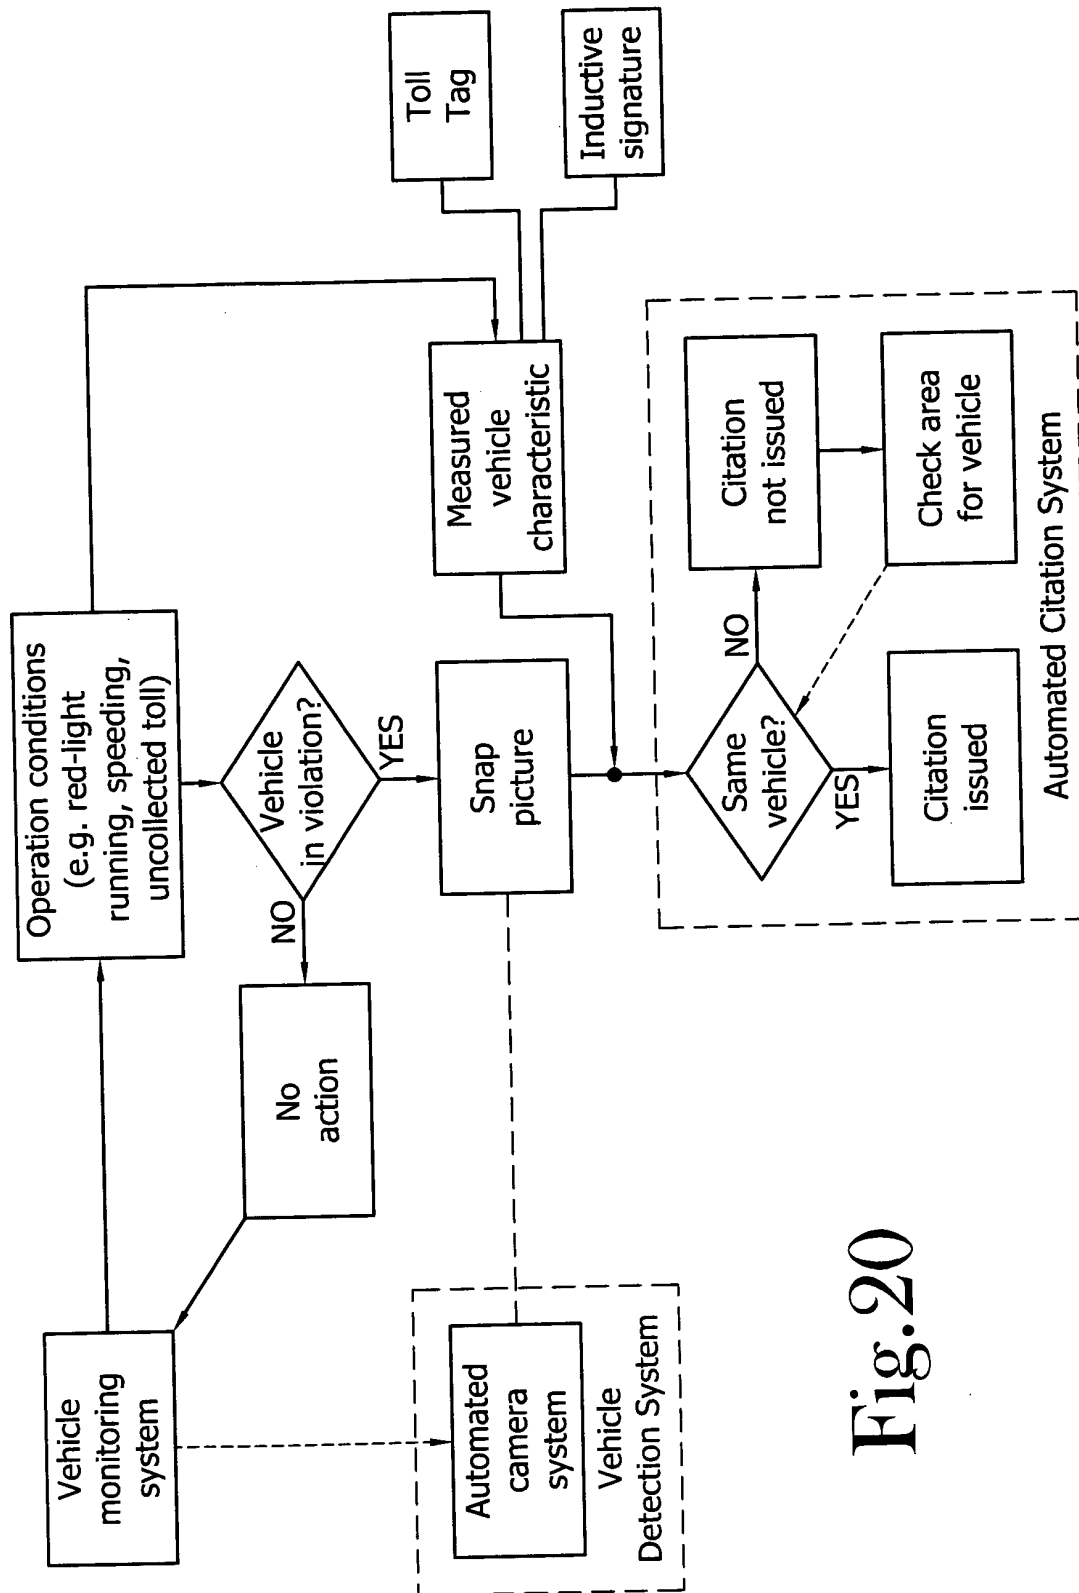 Vehicle
monitoring
system
Operation conditions
(e.g. red-light
running, speeding,
uncollected toll)
No
action
NO
Vehicle
in violation?
YES
Toll
Tag
Inductive
signature
Measured
vehicle
characteristic
Automated
camera
system
Vehicle
Detection System
Snap
picture
Same
vehicle?
NO
YES
Citation
not issued
Check area
for vehicle
Citation
issued
Automated Citation System
Fig.20